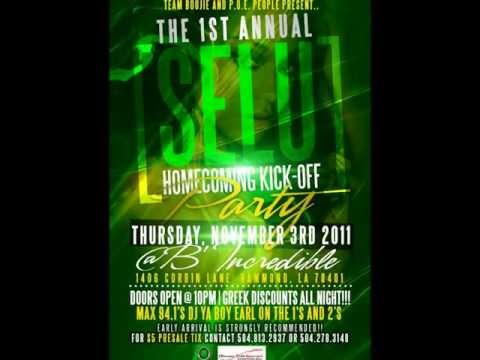 TEAM BOUJIE AND P.O.E. PEOPLE PRESENT..
THE 1ST ANNUAL
[SELU]
HOMECOMING KICK-OFF
Party
THURSDAY, NOVEMBER 3RD 2011
@ B' Incredible
1406 CORBIN LANE, HAMMOND, LA 70401
DOORS OPEN @ 10PM | GREEK DISCOUNTS ALL NIGHT!!!
MAX 94.1'S DJ YA BOY EARL ON THE 1'S AND 2'S
EARLY ARRIVAL IS STRONGLY RECOMMENDED!!
FOR $5 PRESALE TIX CONTACT 504.813.2937 OR 504.278.3148